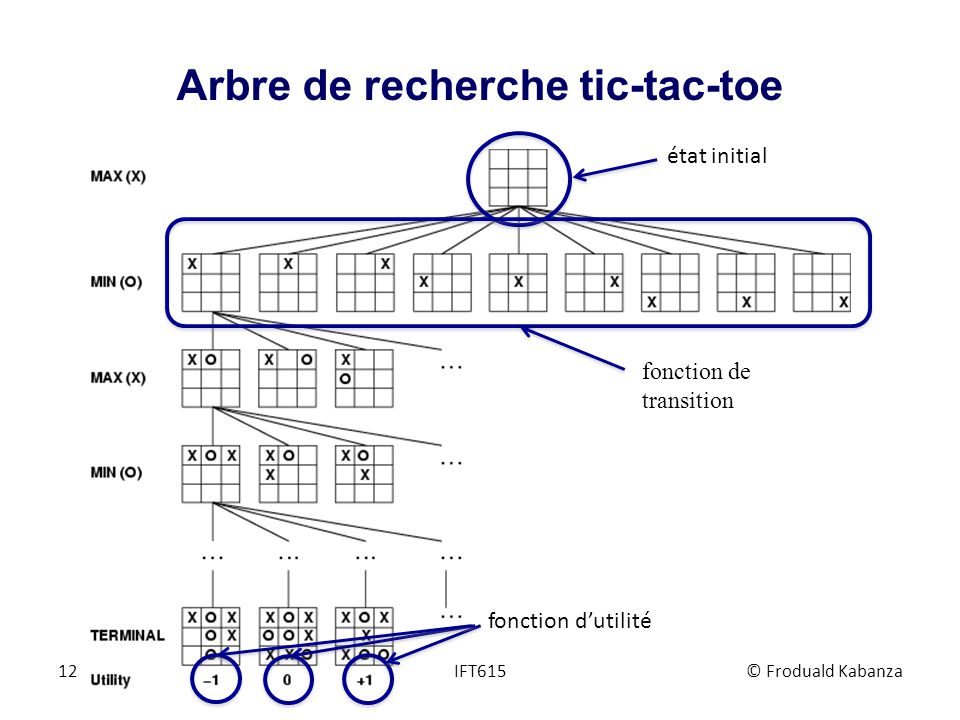 Arbre de recherche tic-tac-toe
état initial
MAX (X)
X X X X X X X X X
MIN (O)
X O X O X
...
MAX (X)
O
fonction de
transition
X O X X O X O
...
MIN (O)
X X
... ... ... ...
X O X X O X X O X
...
TERMINAL
O X O O X X
fonction d’utilité
O X X O X O O
12
IFT615
© Froduald Kabanza
Utility
–1 0 +1